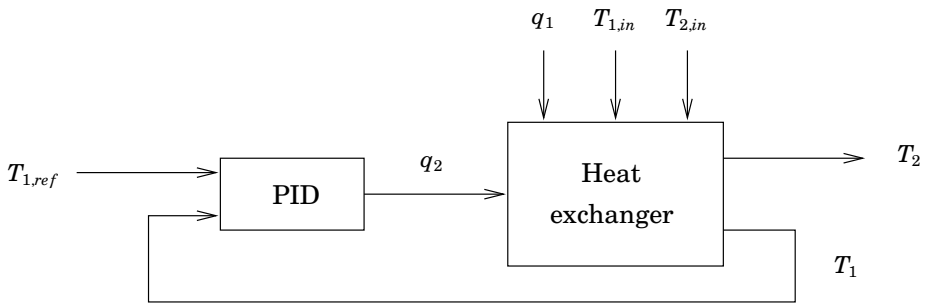 q1 T1,in T2,in
T1,ref
PID
q2
Heat
exchanger
T2
T1